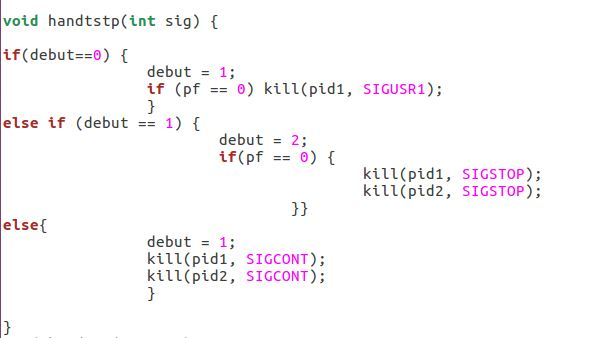 void handtstp(int sig) {
if(debut==0) {
debut = 1;
if (pf == 0) kill(pid1, SIGUSR1);
}
else if (debut == 1) {
debut = 2;
if(pf == 0) {
kill(pid1, SIGSTOP);
kill(pid2, SIGSTOP);
}}
else{
debut = 1;
kill(pid1, SIGCONT);
kill(pid2, SIGCONT);
}
}